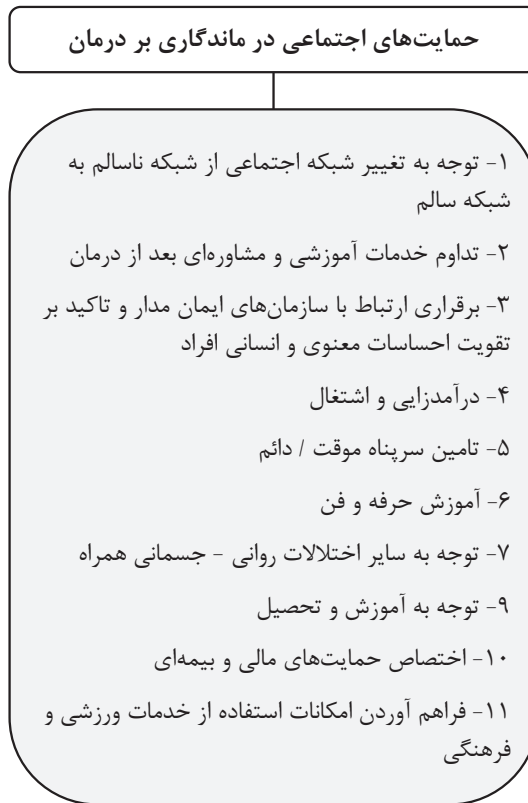 حمایت‌های اجتماعی در ماندگاری بر درمان
۱- توجه به تغییر شبکه اجتماعی از شبکه ناسالم به
شبکه سالم
۲- تداوم خدمات آموزشی و مشاوره‌ای بعد از درمان
۳- برقراری ارتباط با سازمان‌های ایمان مدار و تاکید بر
تقویت احساسات معنوی و انسانی افراد
۴- درآمدزایی و اشتغال
۵- تامین سرپناه موقت / دائم
۶- آموزش حرفه و فن
۷- توجه به سایر اختلالات روانی - جسمانی همراه
۹- توجه به آموزش و تحصیل
۱۰- اختصاص حمایت‌های مالی و بیمه‌ای
۱۱- فراهم آوردن امکانات استفاده از خدمات ورزشی و
فرهنگی